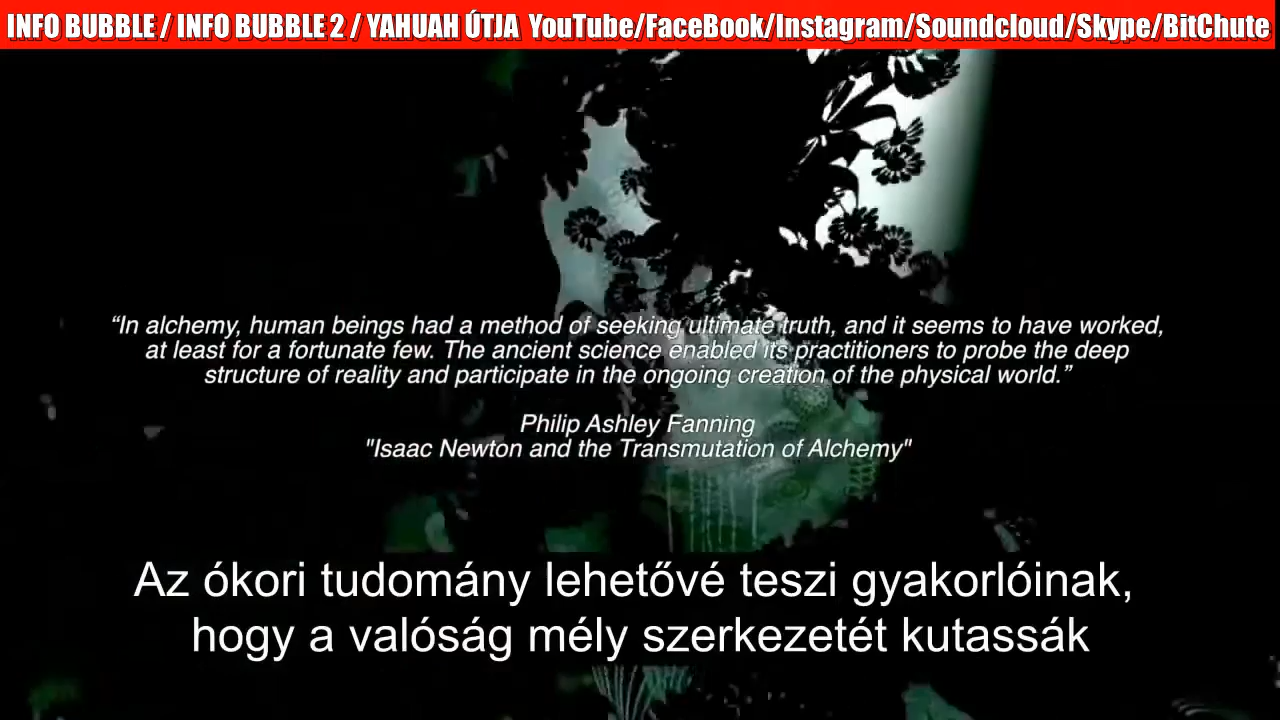 INFO BUBBLE / INFO BUBBLE 2 / YAHUAH ÚTJA YouTube/FaceBook/Instagram/Soundcloud/Skype/BitChute
“In alchemy, human beings had a method of seeking ultimate truth, and it seems to have worked,
at least for a fortunate few. The ancient science enabled its practitioners to probe the deep
structure of reality and participate in the ongoing creation of the physical world.”
Philip Ashley Fanning
"Isaac Newton and the Transmutation of Alchemy"
Az ókori tudomány lehetővé teszi gyakorlóinak,
hogy a valóság mély szerkezetét kutassák